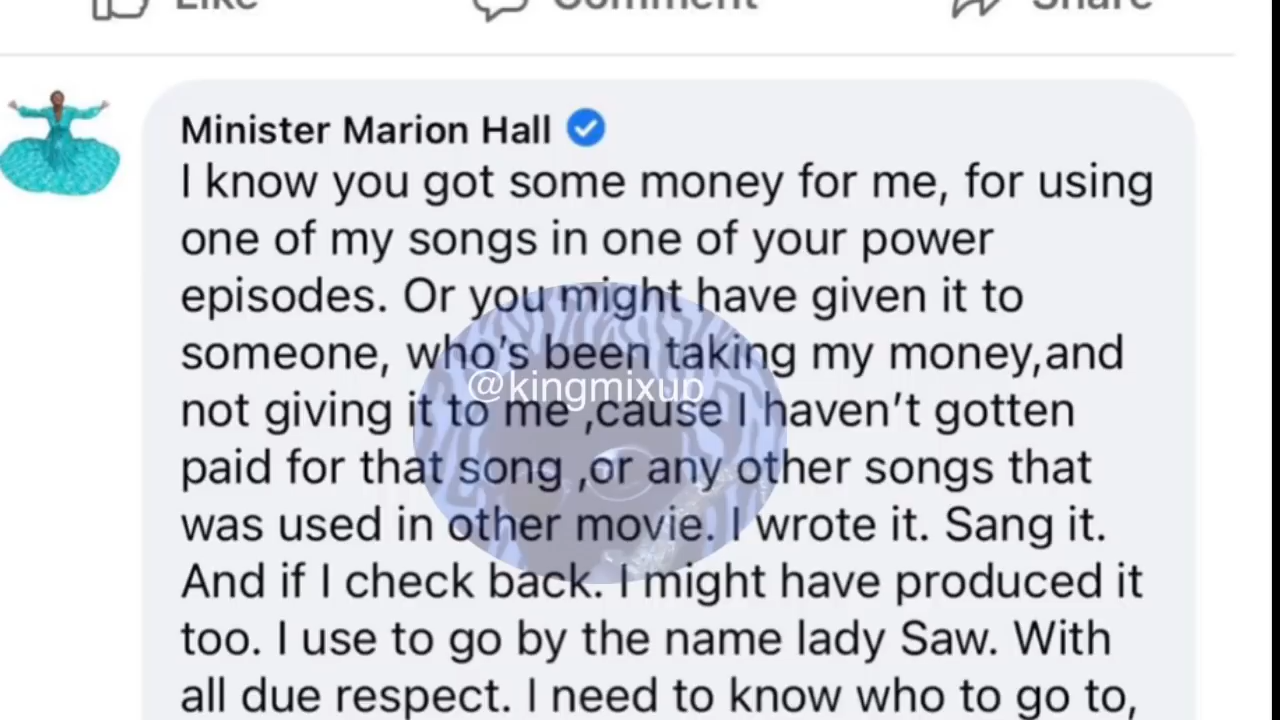 Like Comment Share
Minister Marion Hall
I know you got some money for me, for using
one of my songs in one of your power
episodes. Or you might have given it to
someone, who's been taking my money,and
not giving it to me ,cause I haven't gotten
paid for that song ,or any other songs that
was used in other movie. I wrote it. Sang it.
And if I check back. I might have produced it
too. I use to go by the name lady Saw. With
all due respect. I need to know who to go to,
@kingmixup